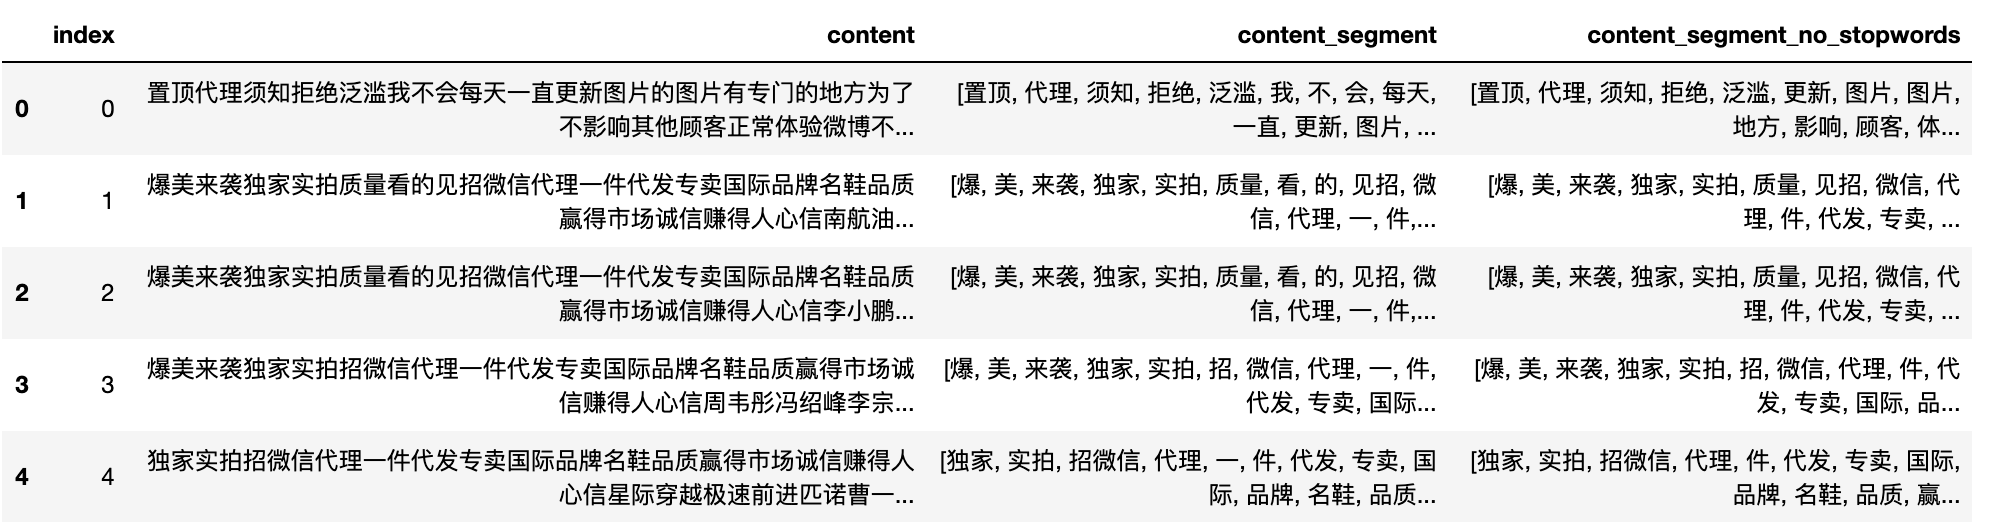 index content content_segment content_segment_no_stopwords
0 0 置顶代理须知拒绝泛滥我不会每天一直更新图片的图片有专门的地方为了 [置顶, 代理, 须知, 拒绝, 泛滥, 我, 不, 会, 每天, [置顶, 代理, 须知, 拒绝, 泛滥, 更新, 图片, 图片,
不影响其他顾客正常体验微博不... 一直, 更新, 图片, ... 地方, 影响, 顾客, 体...
1 1 爆美来袭独家实拍质量看的见招微信代理一件代发专卖国际品牌名鞋品质 [爆, 美, 来袭, 独家, 实拍, 质量, 看, 的, 见招, 微 [爆, 美, 来袭, 独家, 实拍, 质量, 见招, 微信, 代
赢得市场诚信赚得人心信南航油... 信, 代理, 一, 件,... 理, 件, 代发, 专卖, ...
2 2 爆美来袭独家实拍质量看的见招微信代理一件代发专卖国际品牌名鞋品质 [爆, 美, 来袭, 独家, 实拍, 质量, 看, 的, 见招, 微 [爆, 美, 来袭, 独家, 实拍, 质量, 见招, 微信, 代
赢得市场诚信赚得人心信李小鹏... 信, 代理, 一, 件,... 理, 件, 代发, 专卖, ...
3 3 爆美来袭独家实拍招微信代理一件代发专卖国际品牌名鞋品质赢得市场诚 [爆, 美, 来袭, 独家, 实拍, 招, 微信, 代理, 一, 件, [爆, 美, 来袭, 独家, 实拍, 招, 微信, 代理, 件, 代
信赚得人心信周韦彤冯绍峰李宗... 代发, 专卖, 国际... 发, 专卖, 国际, 品...
4 4 独家实拍招微信代理一件代发专卖国际品牌名鞋品质赢得市场诚信赚得人 [独家, 实拍, 招微信, 代理, 一, 件, 代发, 专卖, 国 [独家, 实拍, 招微信, 代理, 件, 代发, 专卖, 国际,
心信星际穿越极速前进匹诺曹一... 际, 品牌, 名鞋, 品质... 品牌, 名鞋, 品质, 赢...